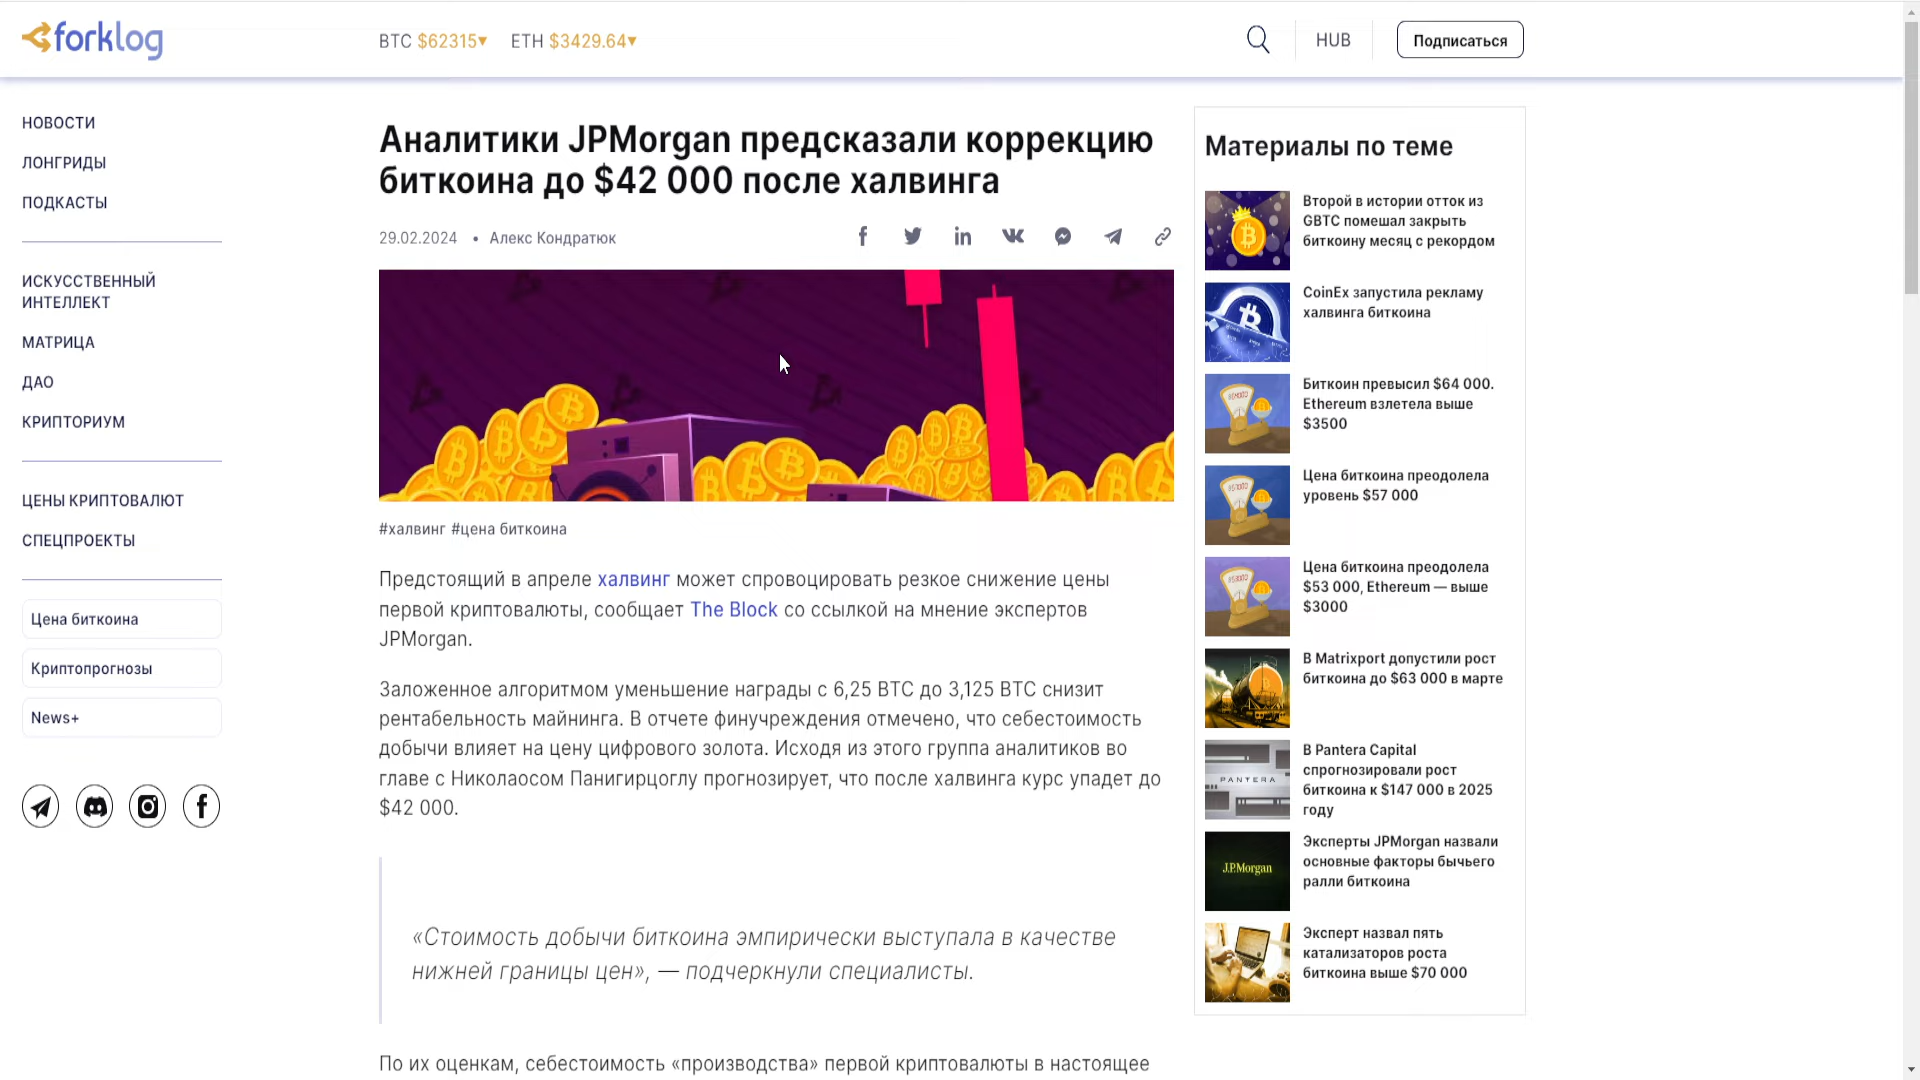 forklog
BTC $62315▾ ETH $3429.64▾
HUB
Подписаться
НОВОСТИ
ЛОНГРИДЫ
ПОДКАСТЫ
ИСКУССТВЕННЫЙ
ИНТЕЛЛЕКТ
МАТРИЦА
ДАО
КРИПТОРИУМ
ЦЕНЫ КРИПТОВАЛЮТ
СПЕЦПРОЕКТЫ
Цена биткоина
Криптопрогнозы
News+
Аналитики JPMorgan предсказали коррекцию
биткоина до $42 000 после халвинга
29.02.2024 • Алекс Кондратюк
#халвинг #цена биткоина
Предстоящий в апреле халвинг может спровоцировать резкое снижение цены
первой криптовалюты, сообщает The Block со ссылкой на мнение экспертов
JPMorgan.
Заложенное алгоритмом уменьшение награды с 6,25 BTC до 3,125 BTC снизит
рентабельность майнинга. В отчете финучреждения отмечено, что себестоимость
добычи влияет на цену цифрового золота. Исходя из этого группа аналитиков во
главе с Николаосом Панигирцоглу прогнозирует, что после халвинга курс упадет до
$42 000.
«Стоимость добычи биткоина эмпирически выступала в качестве
нижней границы цен», — подчеркнули специалисты.
По их оценкам, себестоимость «производства» первой криптовалюты в настоящее
Материалы по теме
Второй в истории отток из
GBTC помешал закрыть
биткоину месяц с рекордом
CoinEx запустила рекламу
халвинга биткоина
Биткоин превысил $64 000.
Ethereum взлетела выше
$3500
Цена биткоина преодолела
уровень $57 000
Цена биткоина преодолела
$53 000, Ethereum — выше
$3000
В Matrixport допустили рост
биткоина до $63 000 в марте
PANTERA
В Pantera Capital
спрогнозировали рост
биткоина к $147 000 в 2025
году
J.P.Morgan
Эксперты JPMorgan назвали
основные факторы бычьего
ралли биткоина
Эксперт назвал пять
катализаторов роста
биткоина выше $70 000